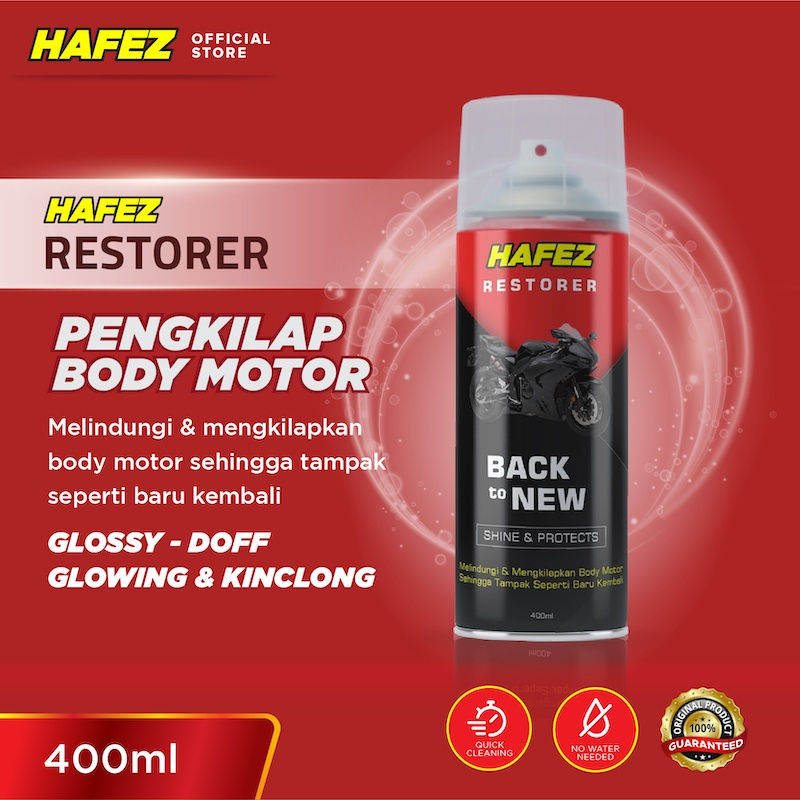 HAFEZ
OFFICIAL
STORE
HAFEZ
RESTORER
PENGKILAP
BODY MOTOR
Melindungi & mengkilapkan
body motor sehingga tampak
seperti baru kembali
GLOSSY - DOFF
GLOWING & KINCLONG
HAFEZ
RESTORER
BACK
to NEW
SHINE & PROTECTS
Melindungi & Mengkilapkan Body Motor
Sehingga Tampak Seperti Baru Kembali
400ml
400ml
QUICK
CLEANING
NO WATER
NEEDED
ORIGINAL PRODUCT
100%
GUARANTEED